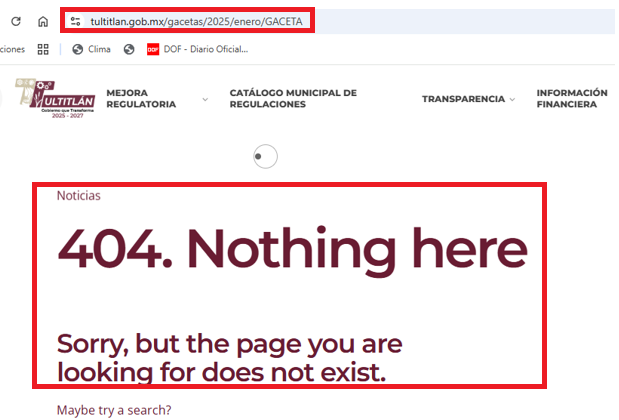 tultitlan.gob.mx/gacetas/2025/enero/GACETA
ciones Clima DOF DOF - Diario Oficial...
TULTITLÁN
Gobierno que Transforma
2025 - 2027
MEJORA
REGULATORIA
CATÁLOGO MUNICIPAL DE
REGULACIONES
TRANSPARENCIA
INFORMACIÓN
FINANCIERA
Noticias
404. Nothing here
Sorry, but the page you are
looking for does not exist.
Maybe try a search?